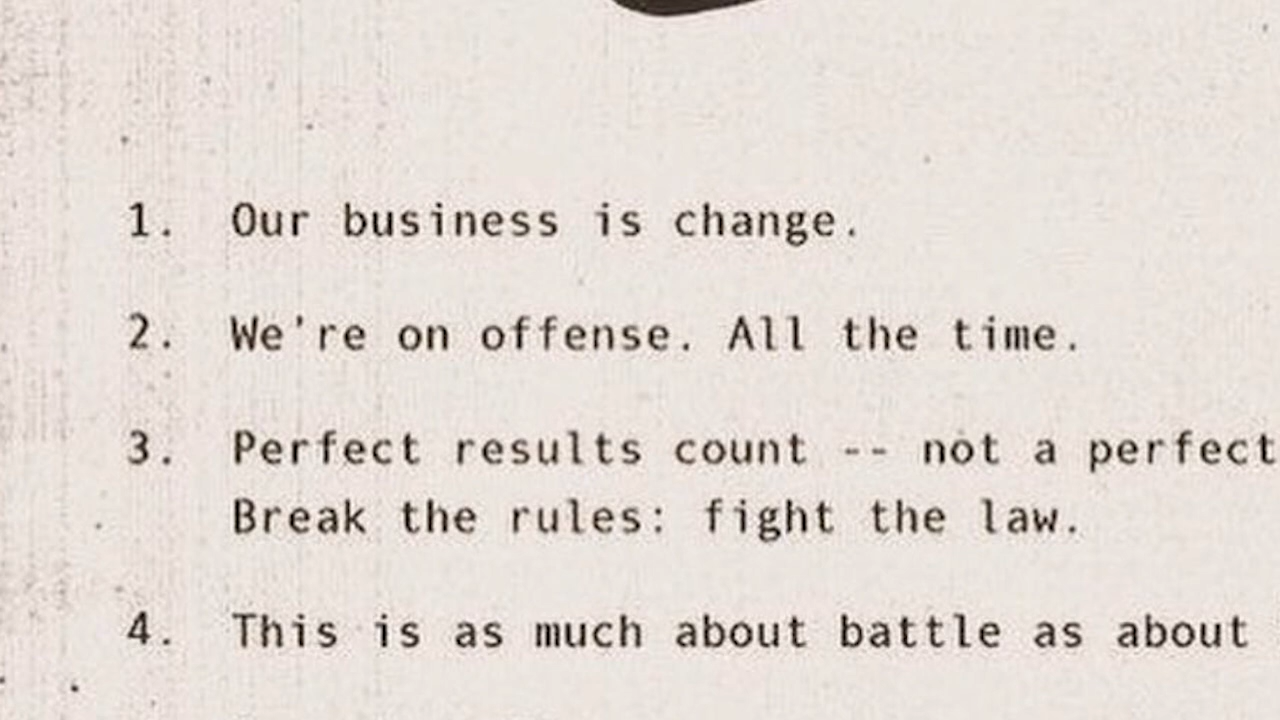 1. Our business is change.
2. We're on offense. All the time.
3. Perfect results count -- not a perfect
Break the rules: fight the law.
4. This is as much about battle as about